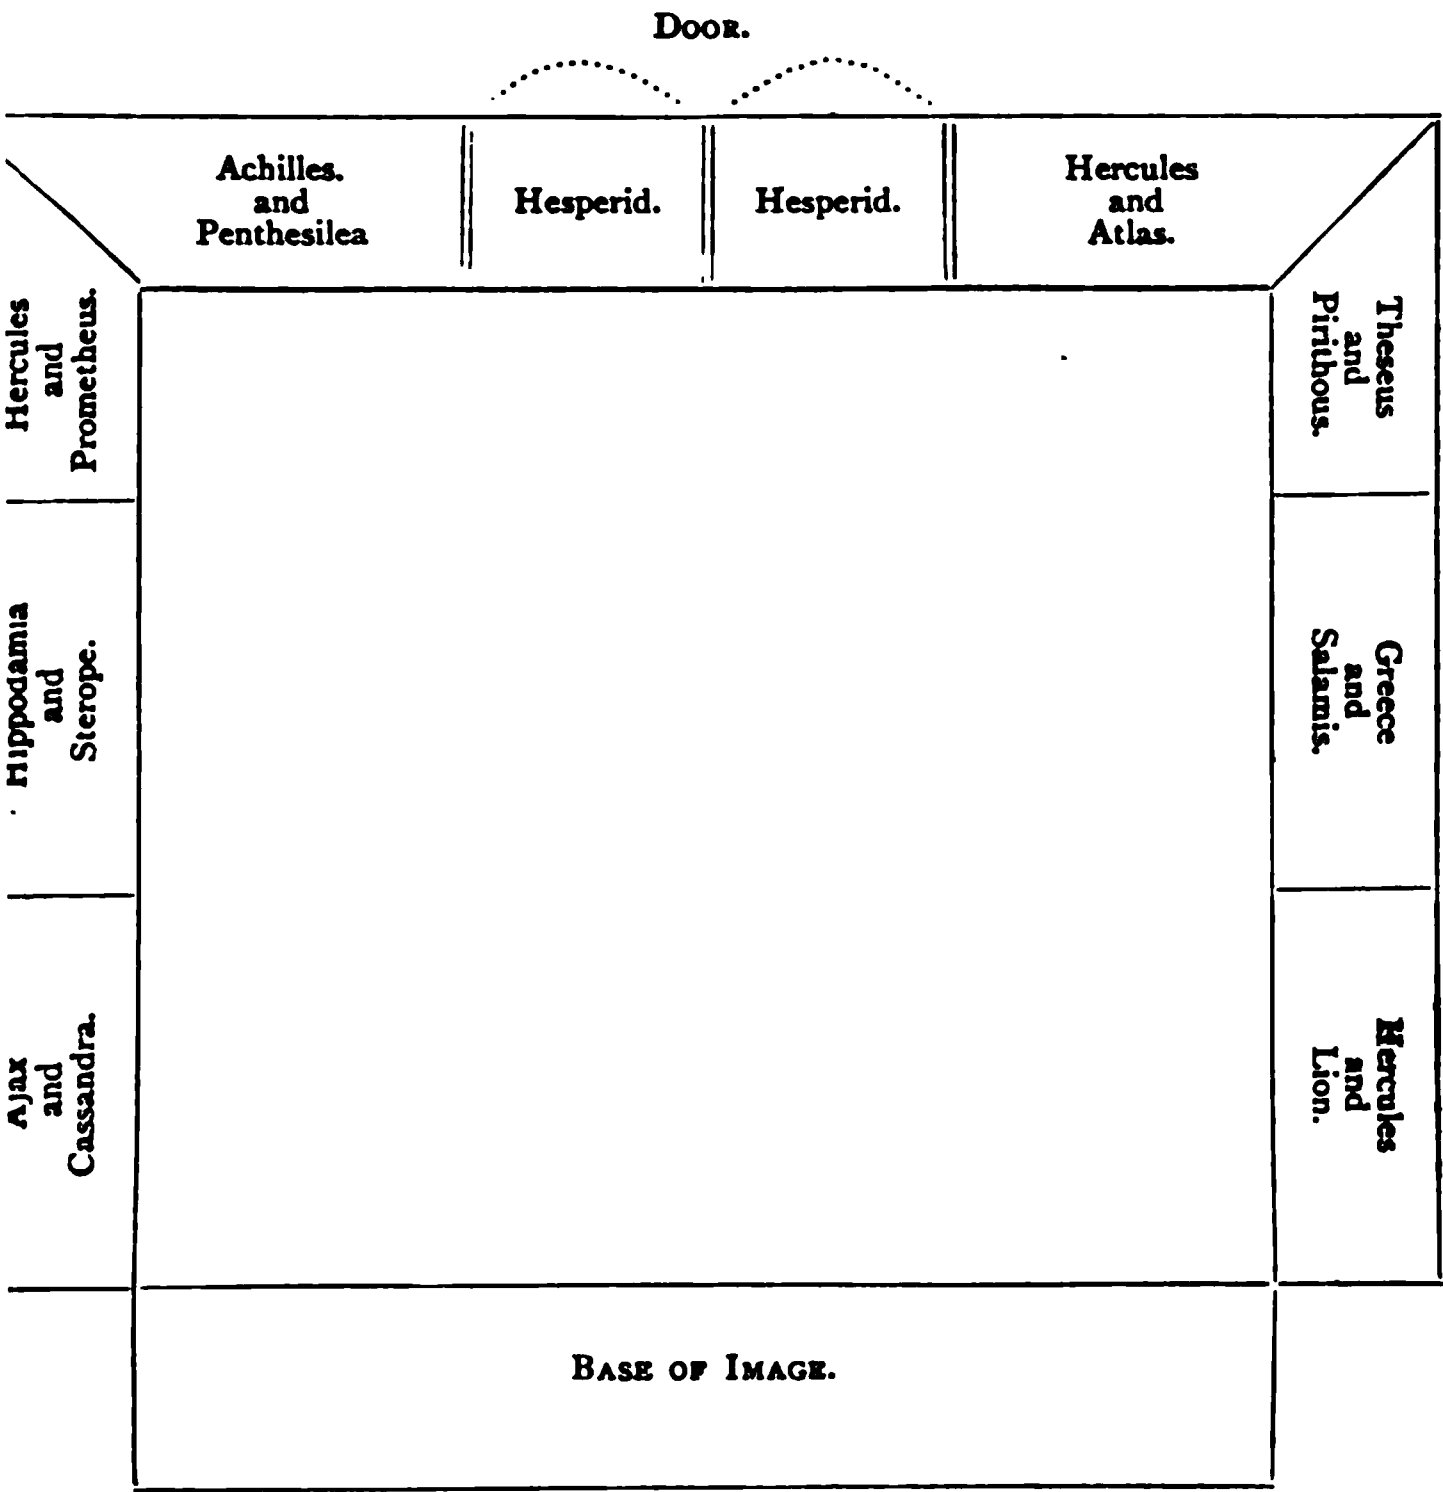 DOOR.
Achilles.
and
Penthesilea
Hesperid.
Hesperid.
Hercules
and
Atlas.
Hercules
and
Prometheus.
Hippodamia
and
Sterope.
Ajax
and
Cassandra.
Theseus
and
Pirithous.
Greece
and
Salamis.
Hercules
and
Lion.
BASE OF IMAGE.